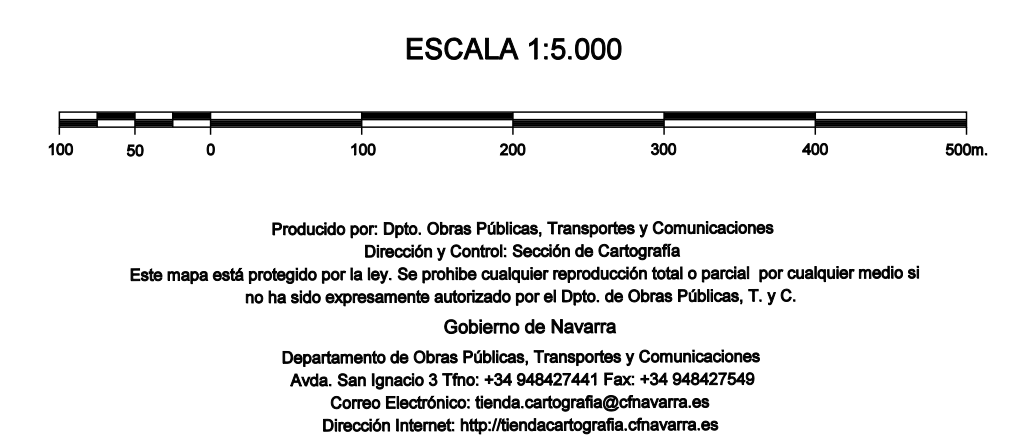 ESCALA 1:5.000
100 50 0 100 200 300 400 500m.
Producido por: Dpto. Obras Públicas, Transportes y Comunicaciones
Dirección y Control: Sección de Cartografía
Este mapa está protegido por la ley. Se prohibe cualquier reproducción total o parcial por cualquier medio si
no ha sido expresamente autorizado por el Dpto. de Obras Públicas, T. y C.
Gobierno de Navarra
Departamento de Obras Públicas, Transportes y Comunicaciones
Avda. San Ignacio 3 Tfno: +34 948427441 Fax: +34 948427549
Correo Electrónico: tienda.cartografia@cfnavarra.es
Dirección Internet: http://tiendacartografia.cfnavarra.es